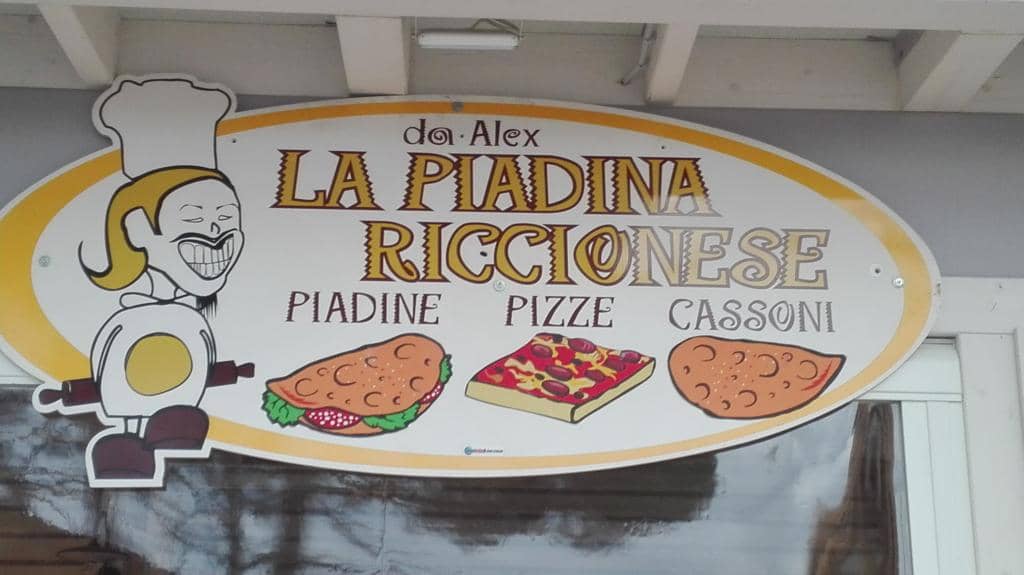 da·Alex
LA PIADINA
RICCIONESE
PIADINE PIZZE CASSONI